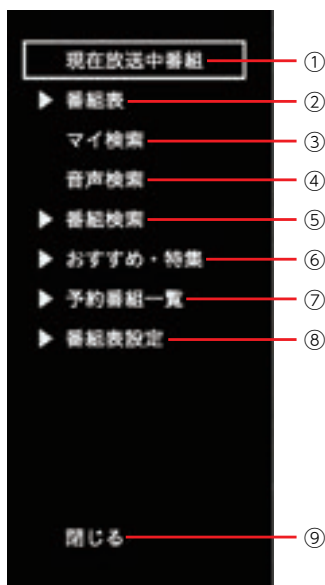 現在放送中番組 ①
▶ 番組表 ②
マイ検索 ③
音声検索 ④
▶ 番組検索 ⑤
▶ おすすめ・特集 ⑥
▶ 予約番組一覧 ⑦
▶ 番組表設定 ⑧
閉じる ⑨